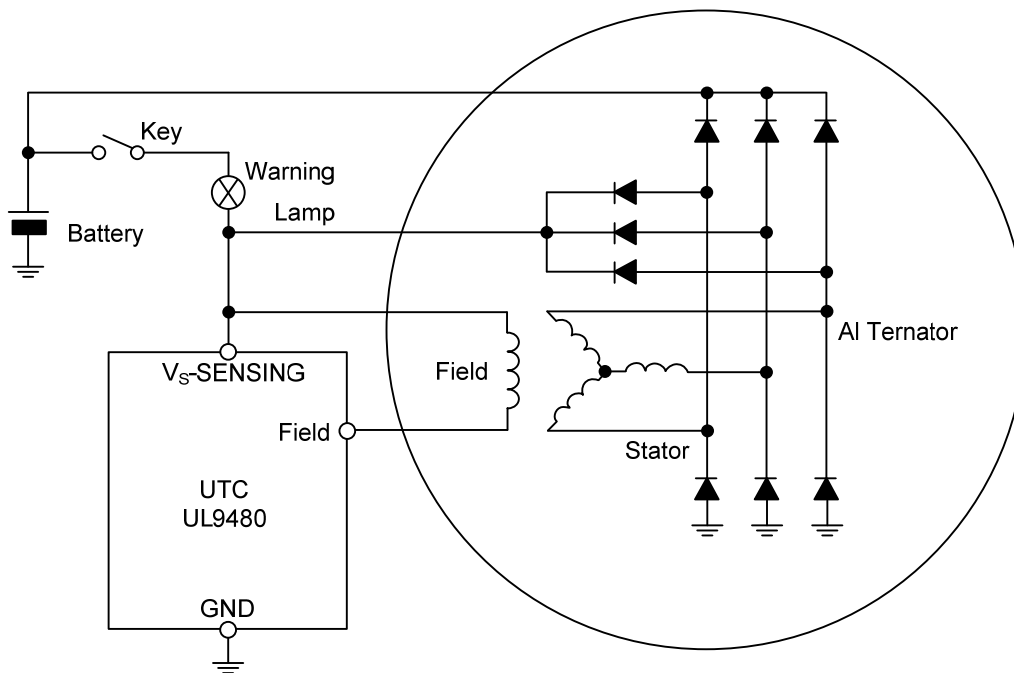 Key
Warning
Lamp
Battery
Al Ternator
VS-SENSING
Field
Field
Stator
UTC
UL9480
GND